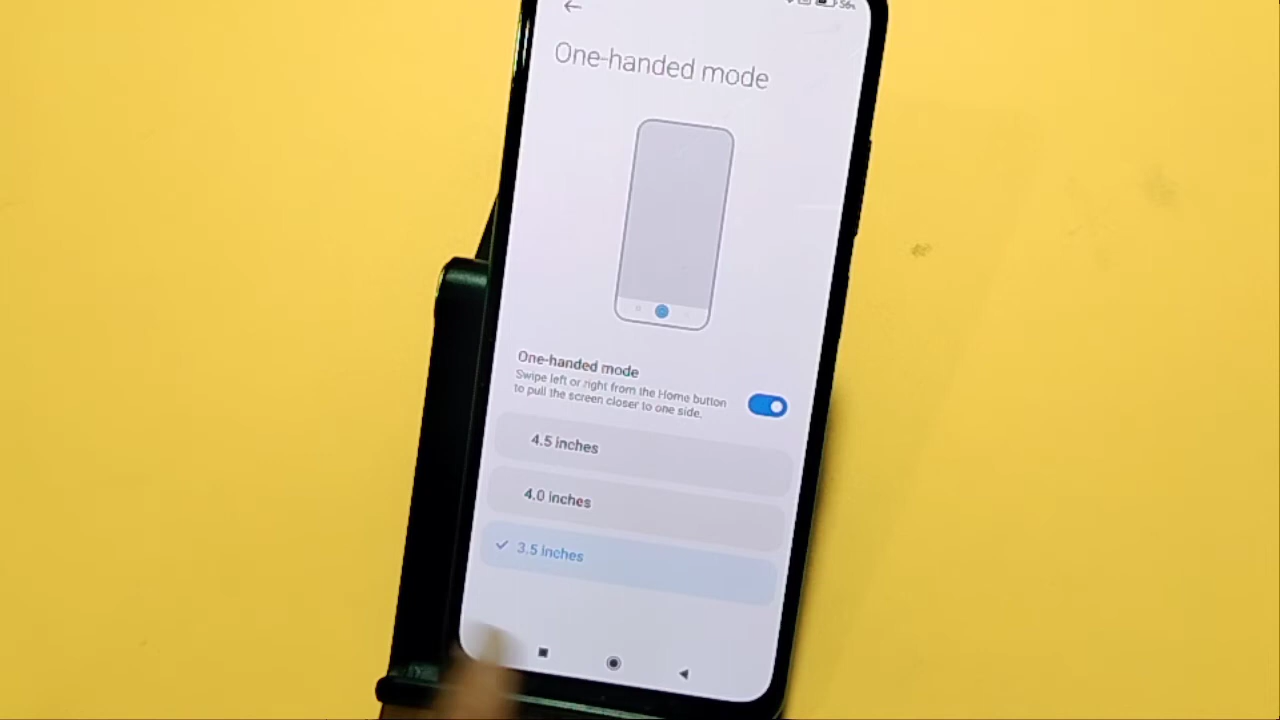 56%
One-handed mode
One-handed mode
Swipe left or right from the Home button
to pull the screen closer to one side.
4.5 inches
4.0 inches
3.5 inches